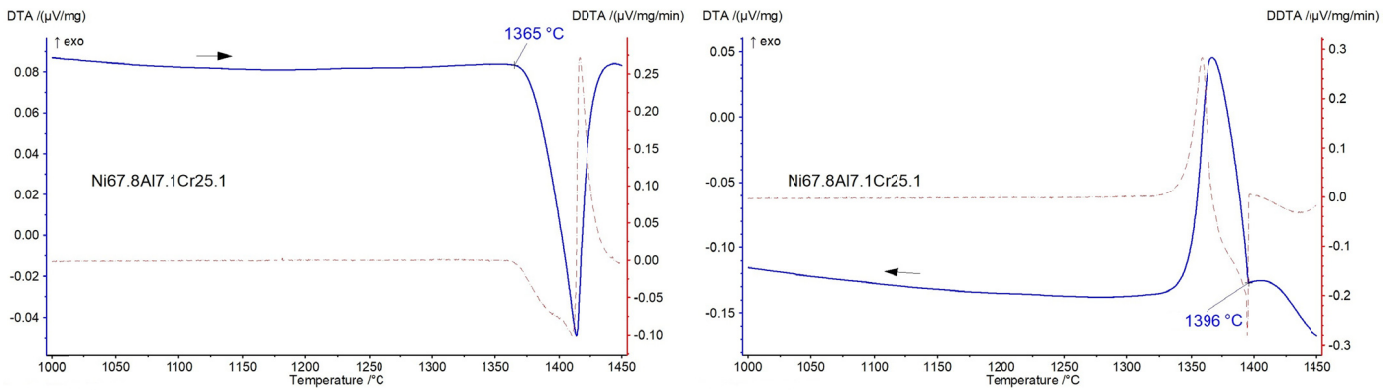 DTA /(µV/mg)
DDTA /(µV/mg/min)
↑ exo
1365 °C
0.08
0.06
0.04
0.02
0.00
-0.02
-0.04
0.25
0.20
0.15
0.10
0.05
0.00
-0.05
-0.10
Ni67.8Al7.1Cr25.1
1000 1050 1100 1150 1200 1250 1300 1350 1400 1450
Temperature /°C
DTA /(µV/mg)
DDTA /(µV/mg/min)
↑ exo
0.05
0.00
-0.05
-0.10
-0.15
0.3
0.2
0.1
0.0
-0.1
-0.2
-0.3
Ni67.8Al7.1Cr25.1
1396 °C
1000 1050 1100 1150 1200 1250 1300 1350 1400 1450
Temperature /°C